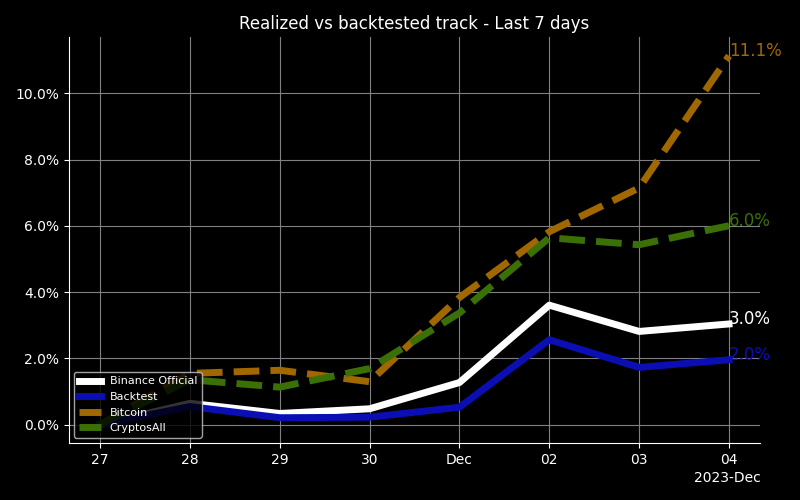 Realized vs backtested track - Last 7 days
11.1%
10.0%
8.0%
6.0%
6.0%
4.0%
3.0%
2.0%
2.0%
Binance Official
Backtest
Bitcoin
CryptosAll
0.0%
27 28 29 30 Dec 02 03 04
2023-Dec